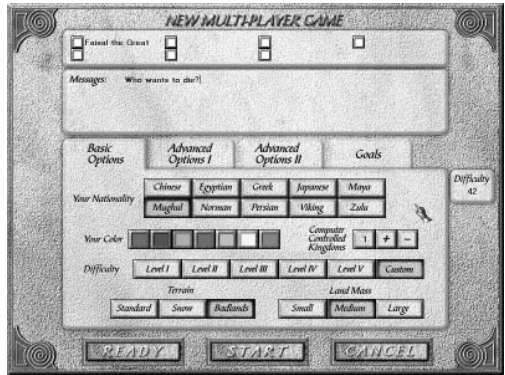 NEW MULTI-PLAYER GAME
Faisal the Great
Messages: Who wants to die?
Basic Options
Advanced Options I
Advanced Options II
Goals
Difficulty
42
Your Nationality
Chinese Egyptian Greek Japanese Maya
Mughul Norman Persian Viking Zulu
Your Color
Computer Controlled Kingdoms
1 + -
Difficulty Level I Level II Level III Level IV Level V Custom
Terrain Land Mass
Standard Snow Badlands Small Medium Large
READY START CANCEL